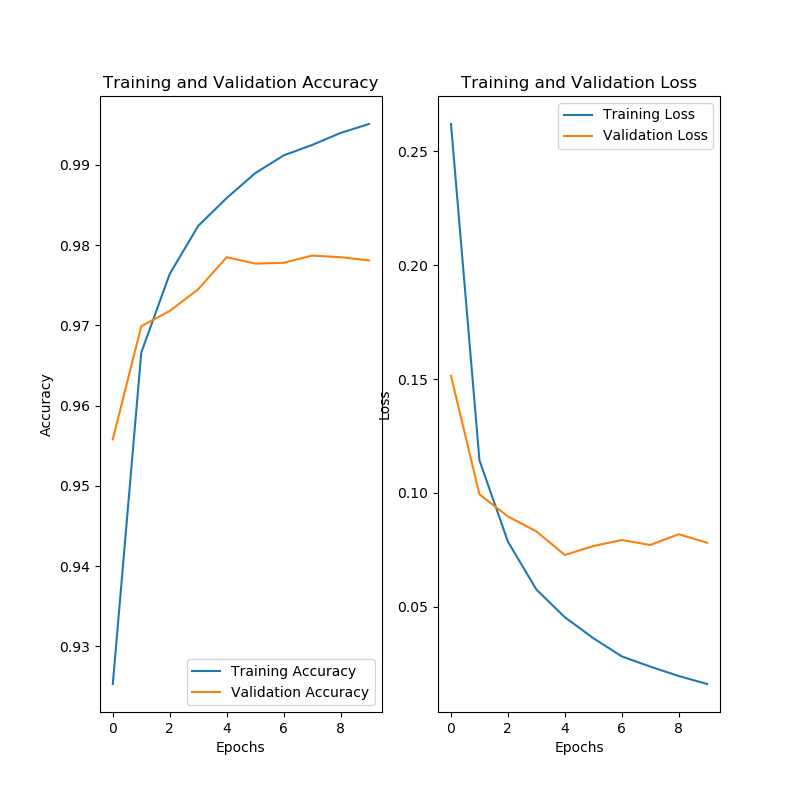 Training and Validation Accuracy
0.99
0.98
0.97
0.96
0.95
0.94
0.93
Accuracy
0 2 4 6 8
Epochs
Training Accuracy
Validation Accuracy
Training and Validation Loss
0.25
0.20
0.15
0.10
0.05
Loss
0 2 4 6 8
Epochs
Training Loss
Validation Loss